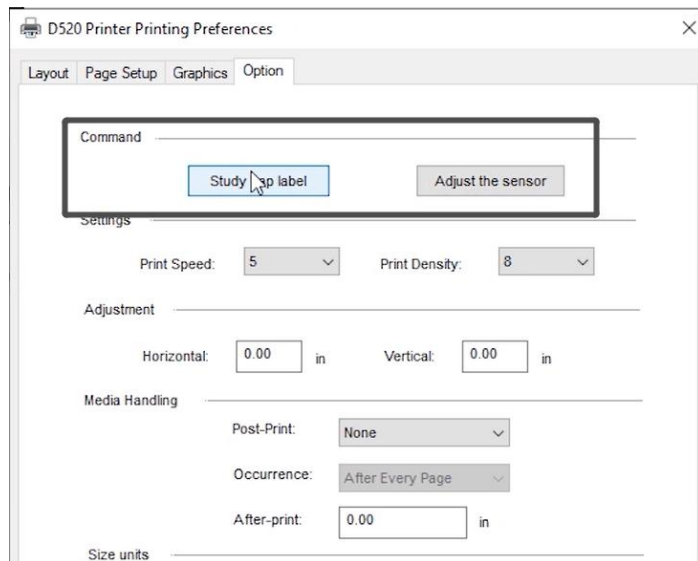 D520 Printer Printing Preferences
Layout Page Setup Graphics Option
Command
Study label Adjust the sensor
Settings
Print Speed: 5 Print Density: 8
Adjustment
Horizontal: 0.00 in Vertical: 0.00 in
Media Handling
Post-Print: None
Occurrence: After Every Page
After-print: 0.00 in
Size units